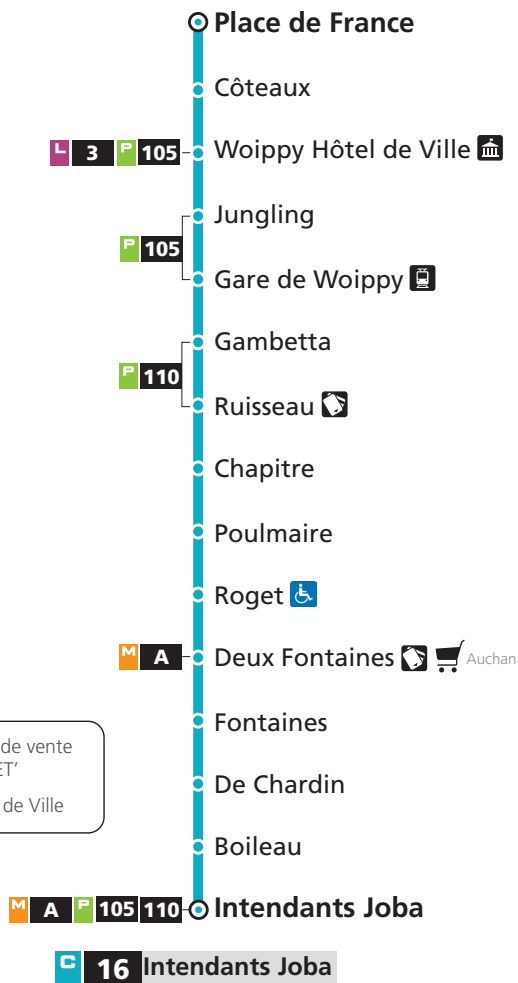 Place de France
Côteaux
L 3 P 105 Woippy Hôtel de Ville
Jungling
P 105
Gare de Woippy
Gambetta
P 110
Ruisseau
Chapitre
Poulmaire
Roget
M A Deux Fontaines Auchan
Fontaines
de vente
ET'
De Chardin
de Ville
Boileau
M A P 105 110 Intendants Joba
C 16 Intendants Joba